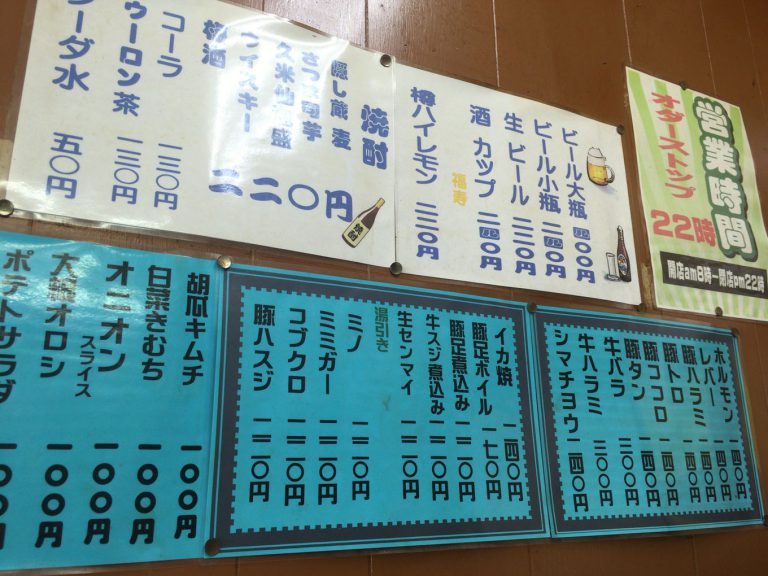 営業時間
オダーストップ
22時
開店am8時ー閉店pm22時
ビール大瓶 四〇〇円
ビール小瓶 二四〇円
生ビール 二二〇円
酒カップ 二四〇円
福寿
樽ハイレモン 二二〇円
焼酎
隠し蔵 麦
さつま司 芋
久米仙 泡盛
ウイスキー
梅酒
二二〇円
焼酎
コーラ 一三〇円
ウーロン茶 一三〇円
ソーダ水 五〇円
ホルモン 一四〇円
レバー 一四〇円
豚ハラミ 一四〇円
豚トロ 一四〇円
豚ココロ 一四〇円
豚タン 一四〇円
牛バラ
牛ハラミ
シマチヨウ 一四〇円
イカ焼 一四〇円
豚足ボイル 一七〇円
豚足煮込み 一二〇円
牛スジ煮込み 一二〇円
生センマイ 一二〇円
湯引き
ミノ 一二〇円
ミミガー 一二〇円
コブクロ 一二〇円
豚ハスジ 一二〇円
胡瓜キムチ 一〇〇円
白菜きむち 一〇〇円
オニオンスライス 一〇〇円
大根オロシ 一〇〇円
ポテトサラダ 一〇〇円